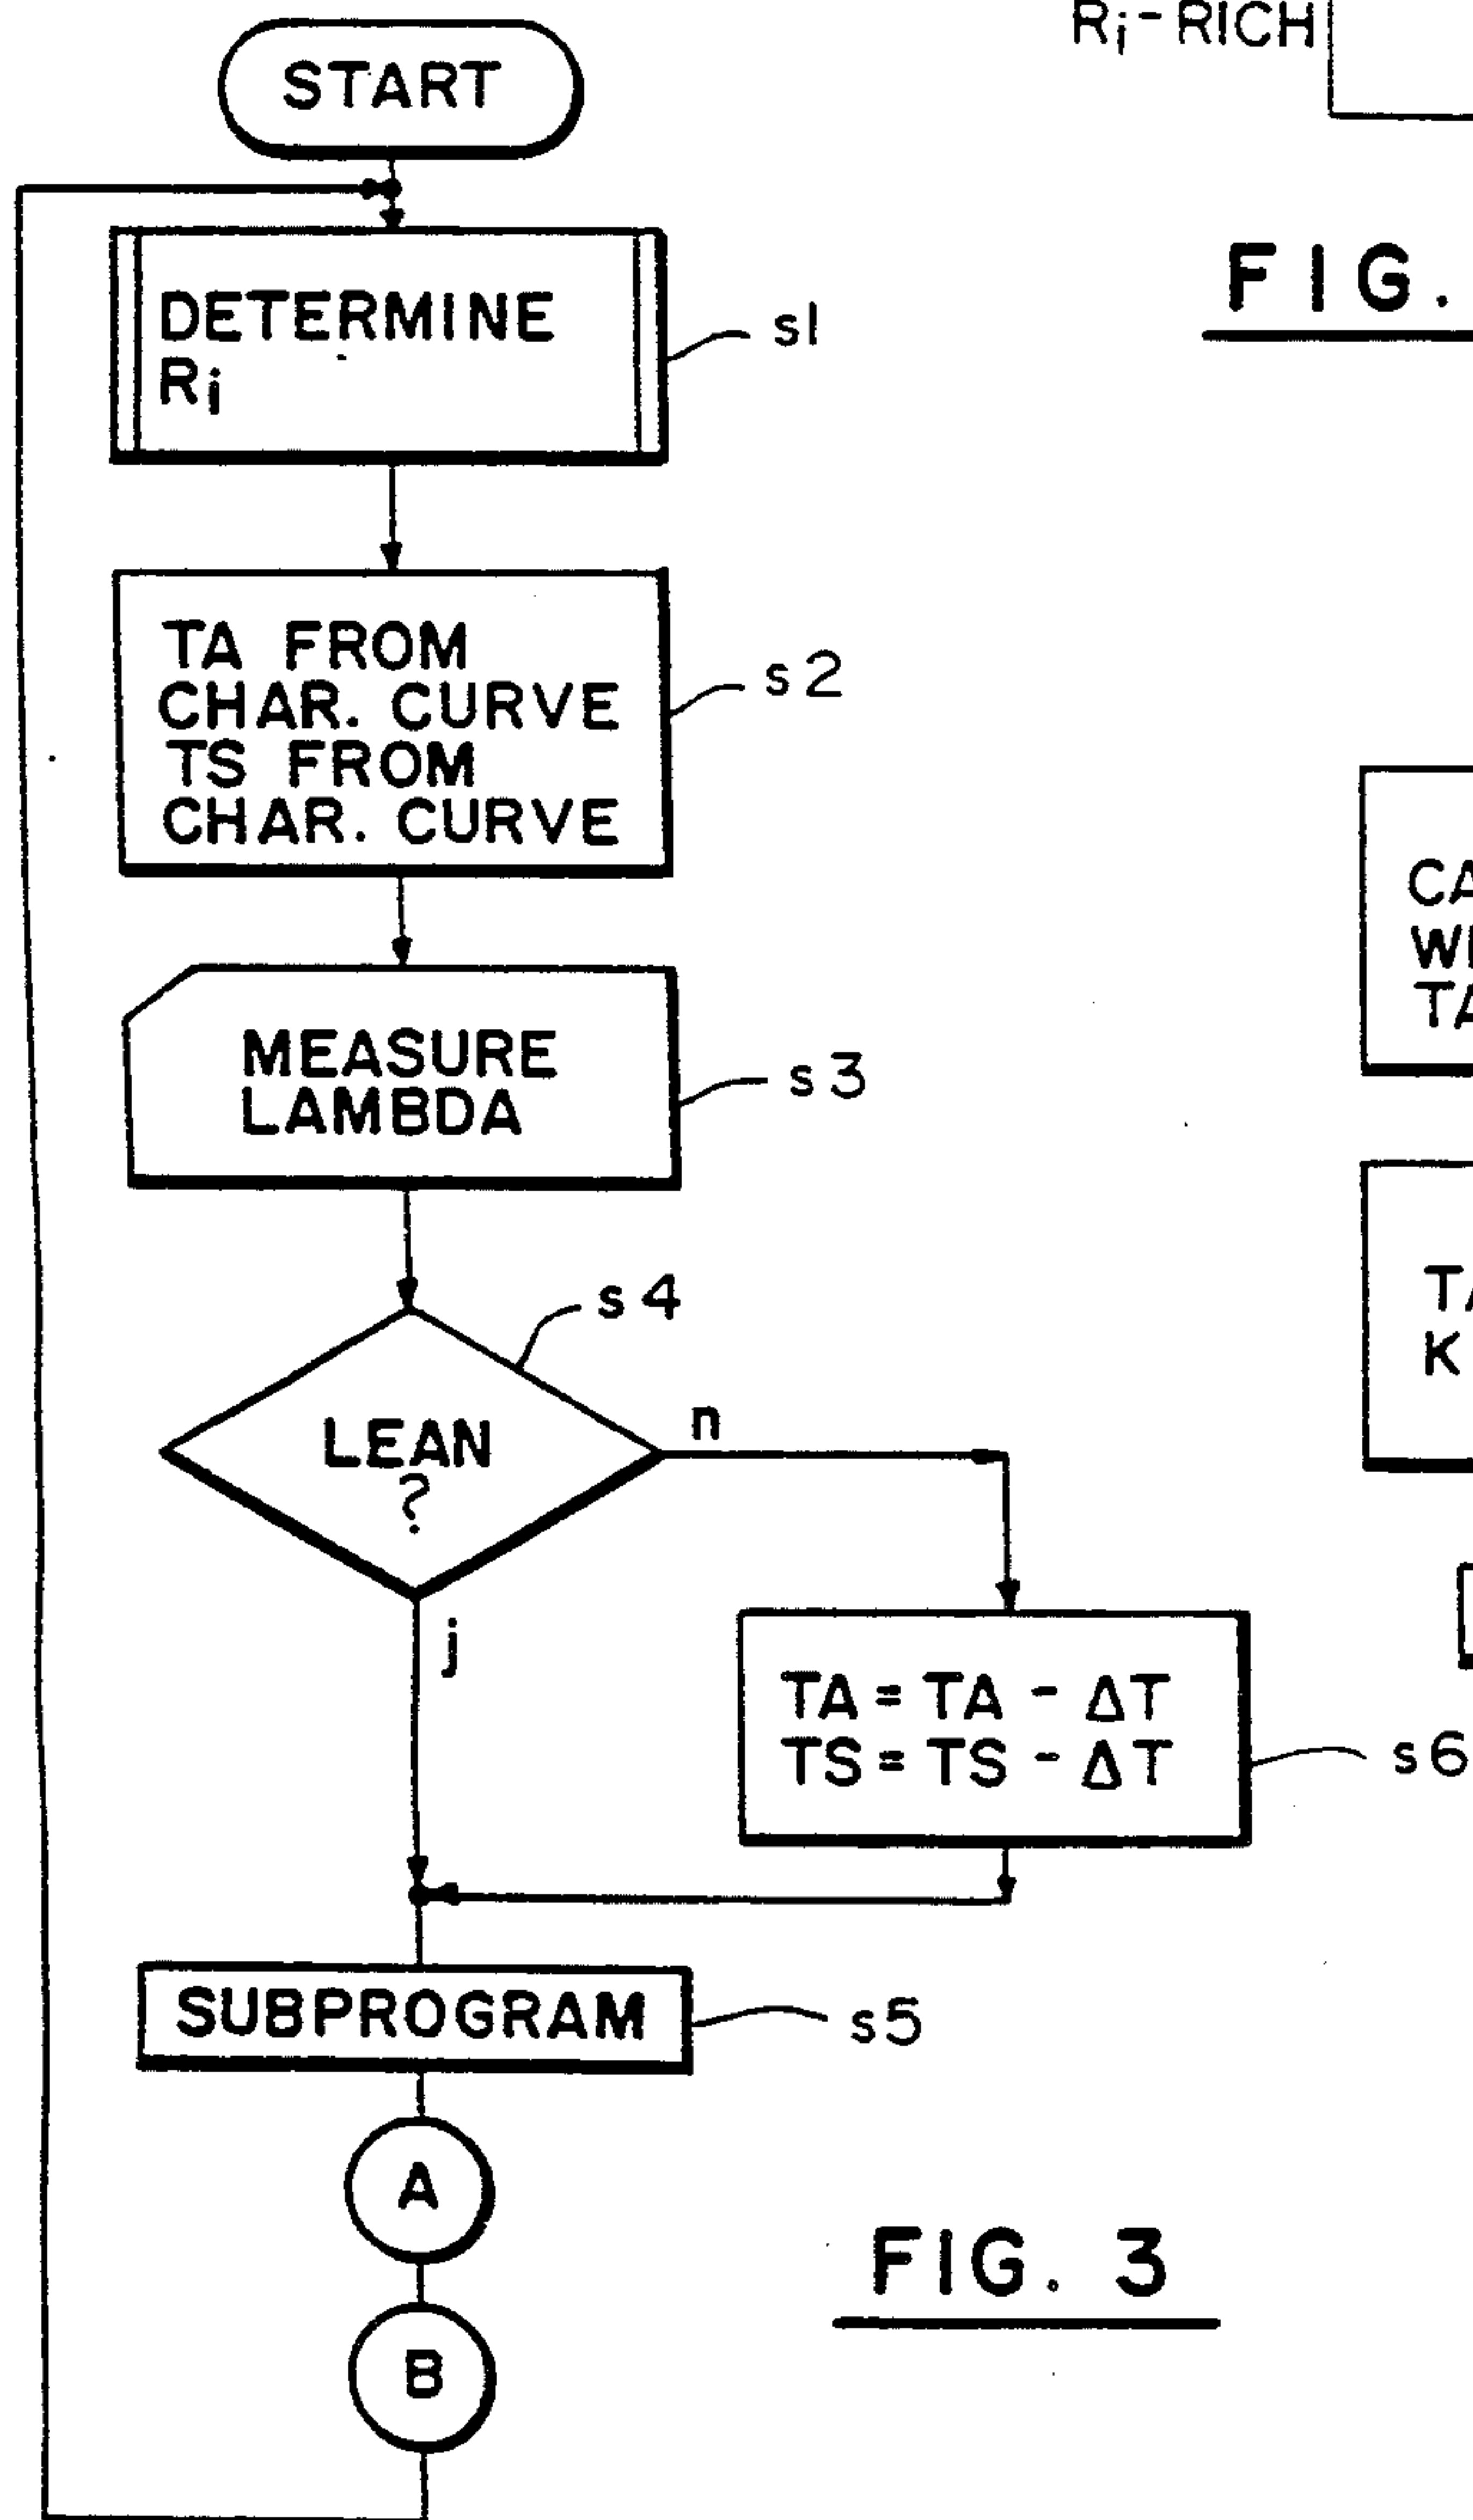 Ri-RICH
START
FIG.
DETERMINE
Ri
s1
TA FROM
CHAR. CURVE
TS FROM
CHAR. CURVE
s2
MEASURE
LAMBDA
s3
LEAN
?
s4
n
j
TA=TA-ΔT
TS=TS-ΔT
s6
SUBPROGRAM
s5
A
B
FIG. 3
K